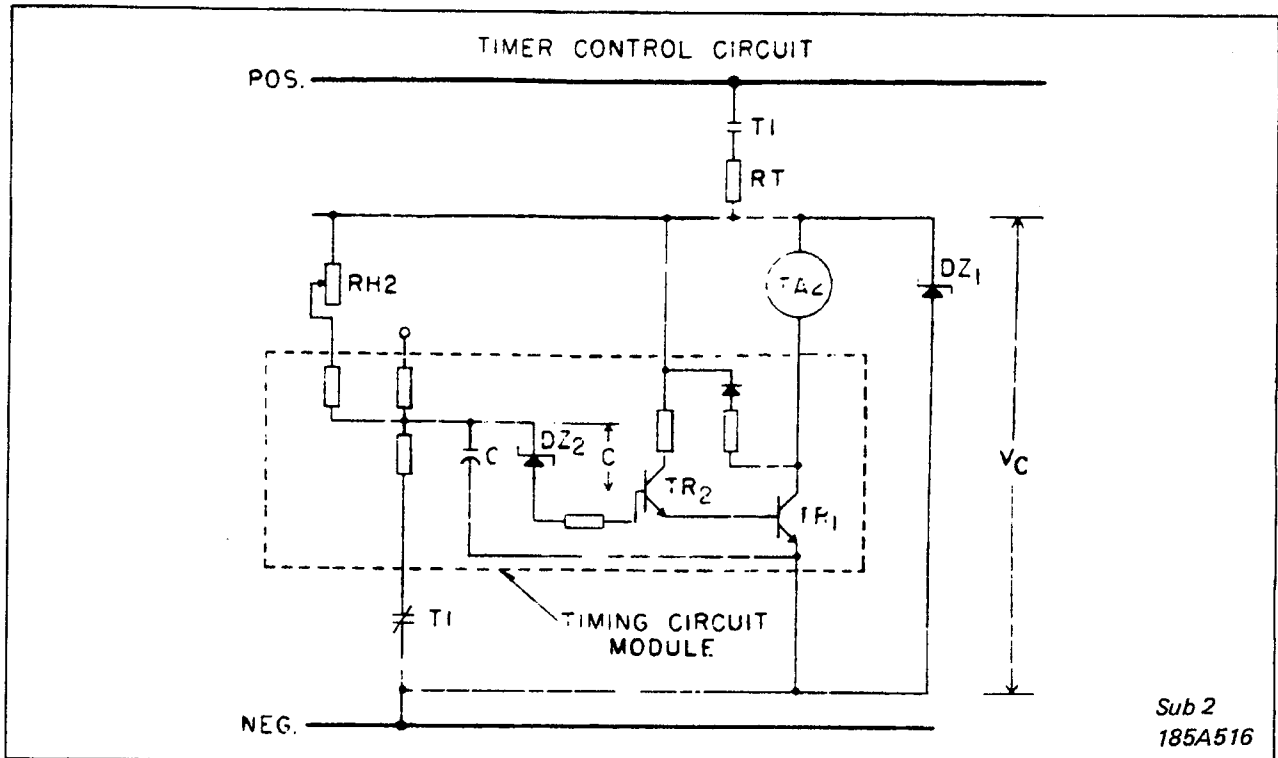 TIMER CONTROL CIRCUIT
POS.
T1
RT
RH2
TA2
DZ1
C
DZ2
C
TR2
TR1
VC
T1
TIMING CIRCUIT
MODULE
NEG.
Sub 2
185A516